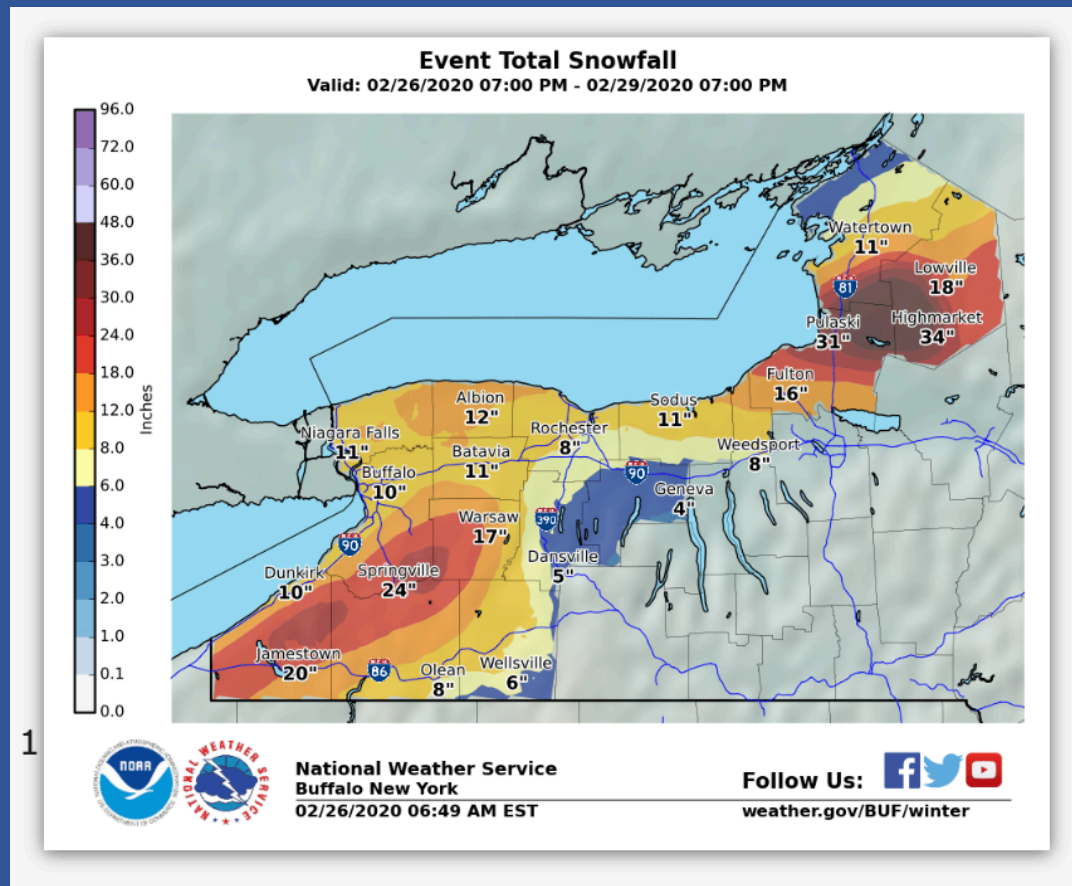 Event Total Snowfall
Valid: 02/26/2020 07:00 PM - 02/29/2020 07:00 PM
96.0
72.0
60.0
48.0
36.0
30.0
24.0
18.0
12.0
8.0
6.0
4.0
3.0
2.0
1.0
0.1
0.0
Inches
Watertown
11"
Lowville
18"
81
Pulaski
31"
Highmarket
34"
Fulton
16"
Albion
12"
Sodus
11"
Rochester
8"
Niagara Falls
11"
Batavia
11"
Weedsport
8"
Buffalo
10"
90
Geneva
4"
Warsaw
17"
390
90
Dansville
5"
Dunkirk
10"
Springville
24"
Jamestown
20"
86
Olean
8"
Wellsville
6"
1
NOAA
NATIONAL WEATHER SERVICE
National Weather Service
Buffalo New York
02/26/2020 06:49 AM EST
Follow Us:
weather.gov/BUF/winter